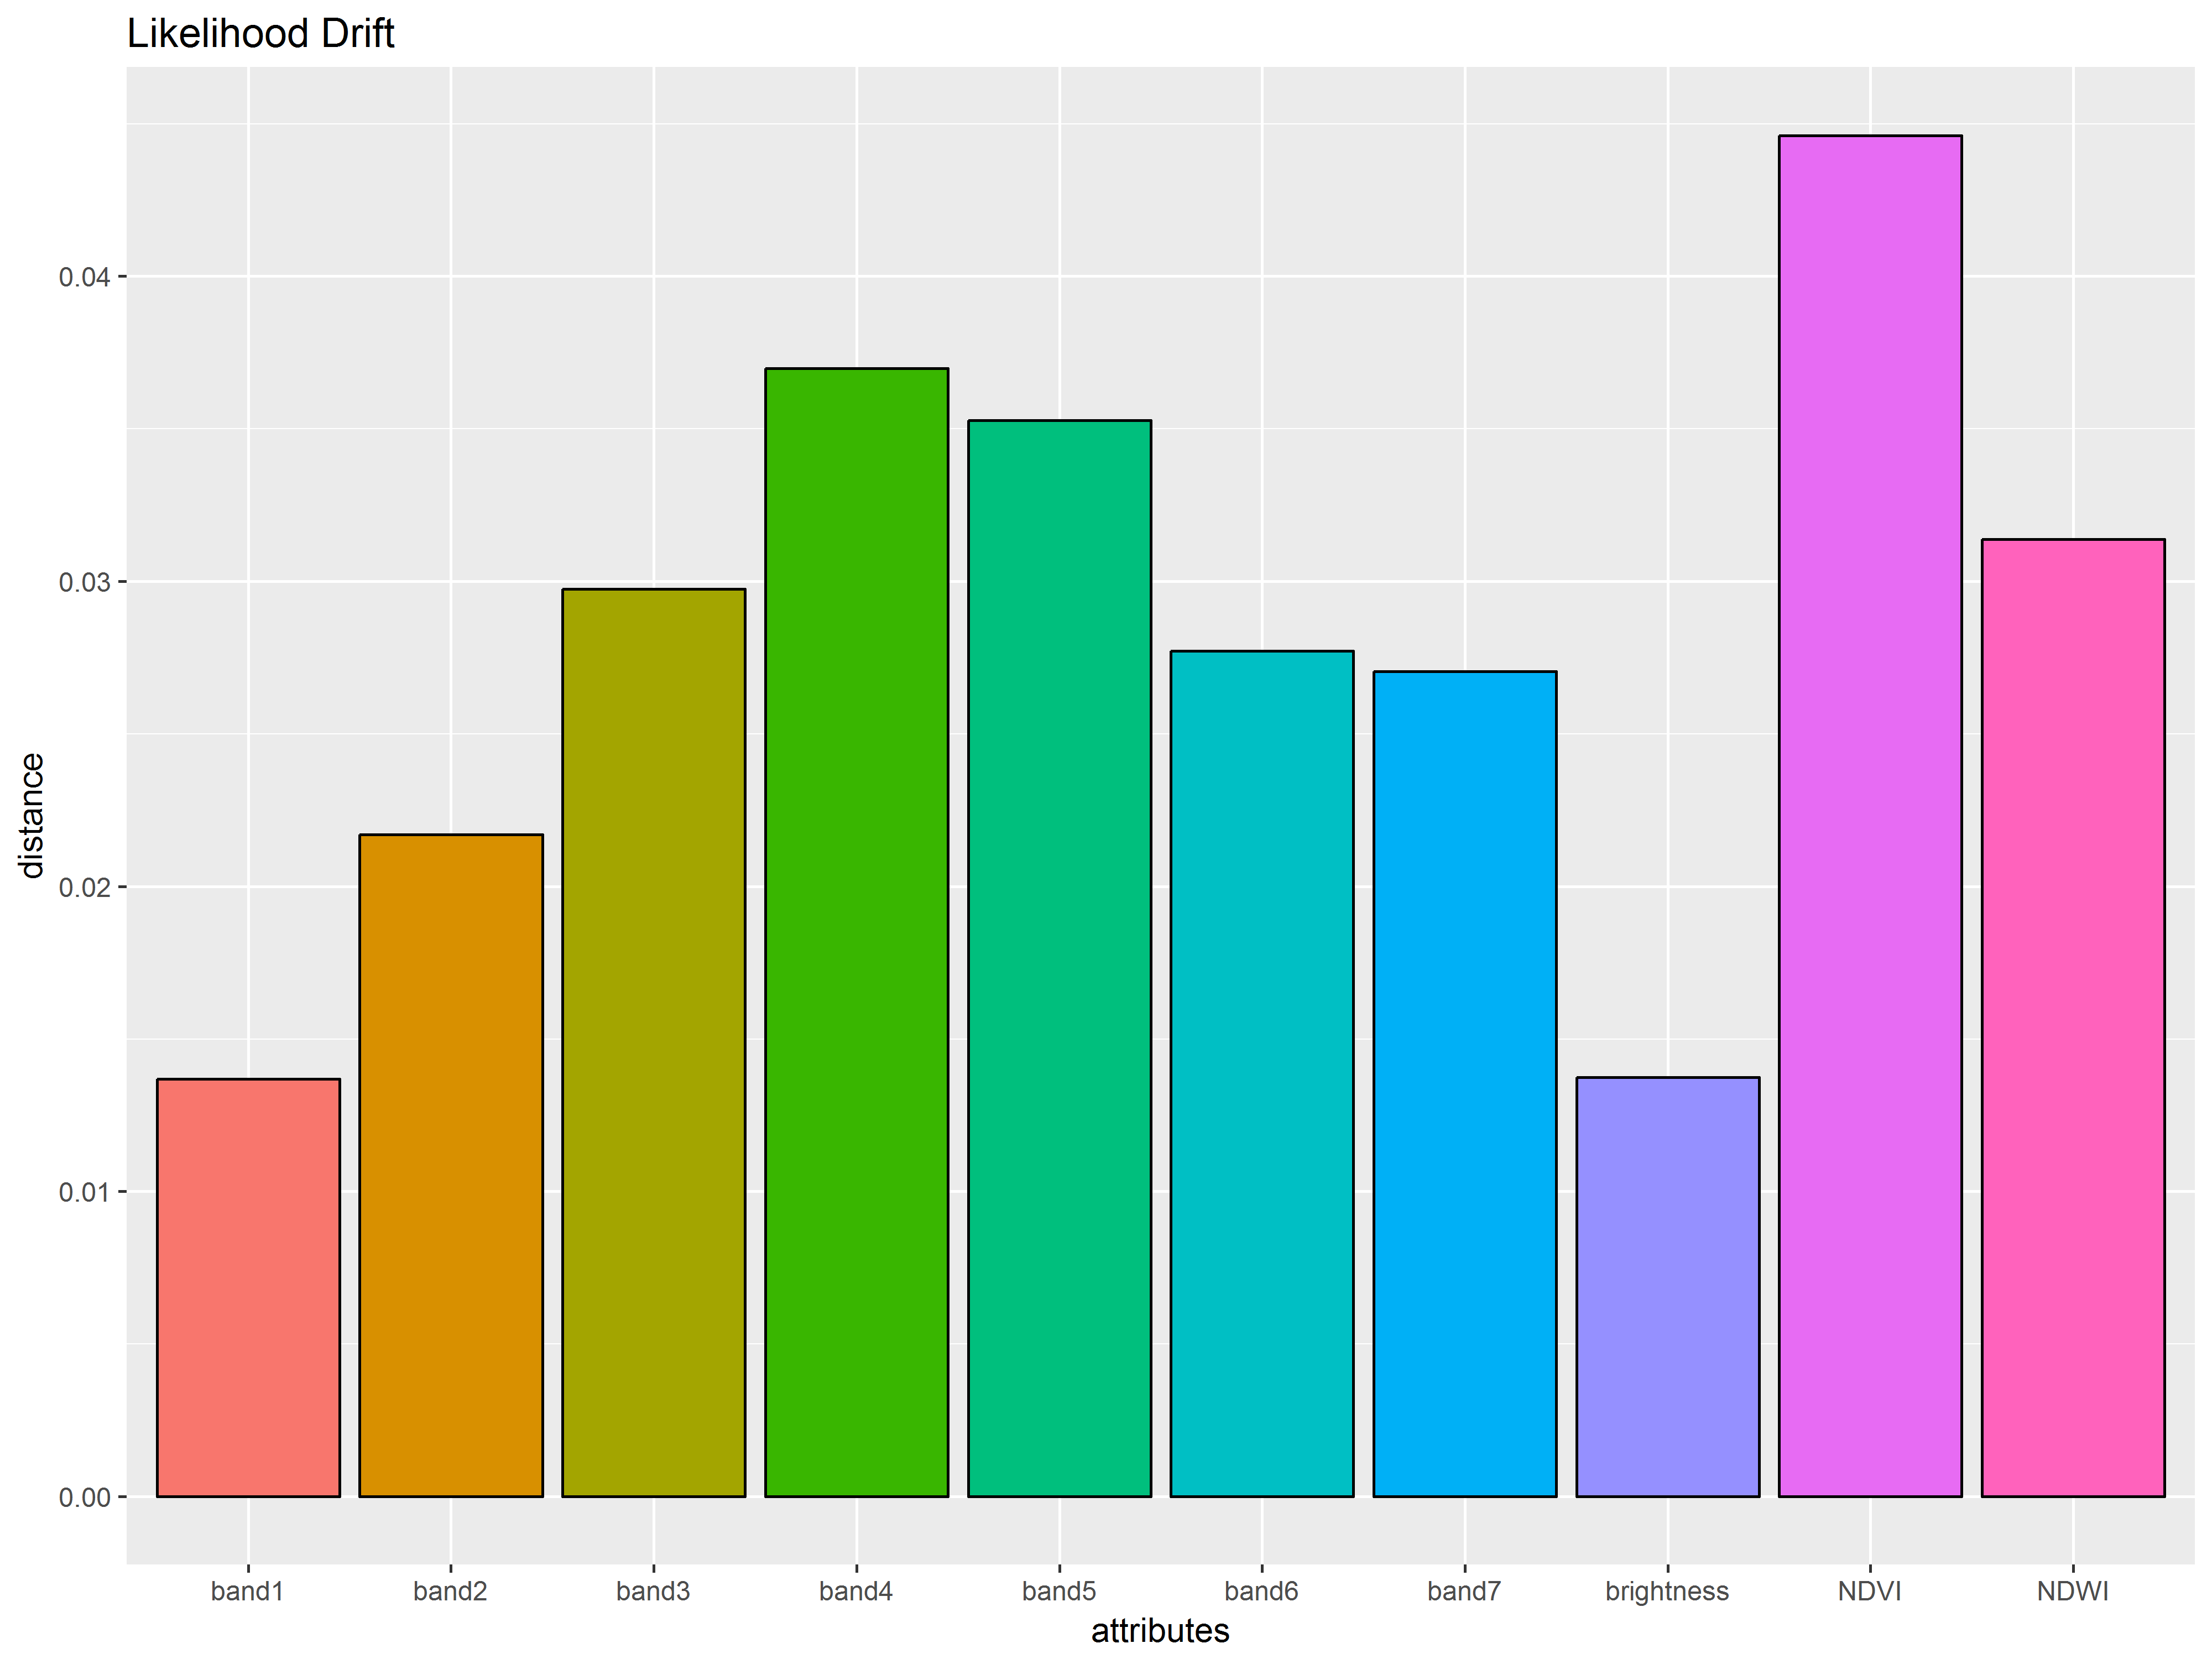 Likelihood Drift
distance
0.04
0.03
0.02
0.01
0.00
band1 band2 band3 band4 band5 band6 band7 brightness NDVI NDWI
attributes